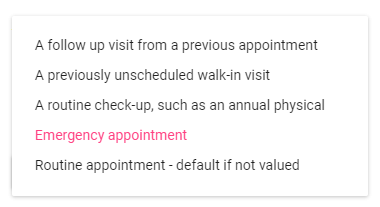 A follow up visit from a previous appointment
A previously unscheduled walk-in visit
A routine check-up, such as an annual physical
Emergency appointment
Routine appointment - default if not valued